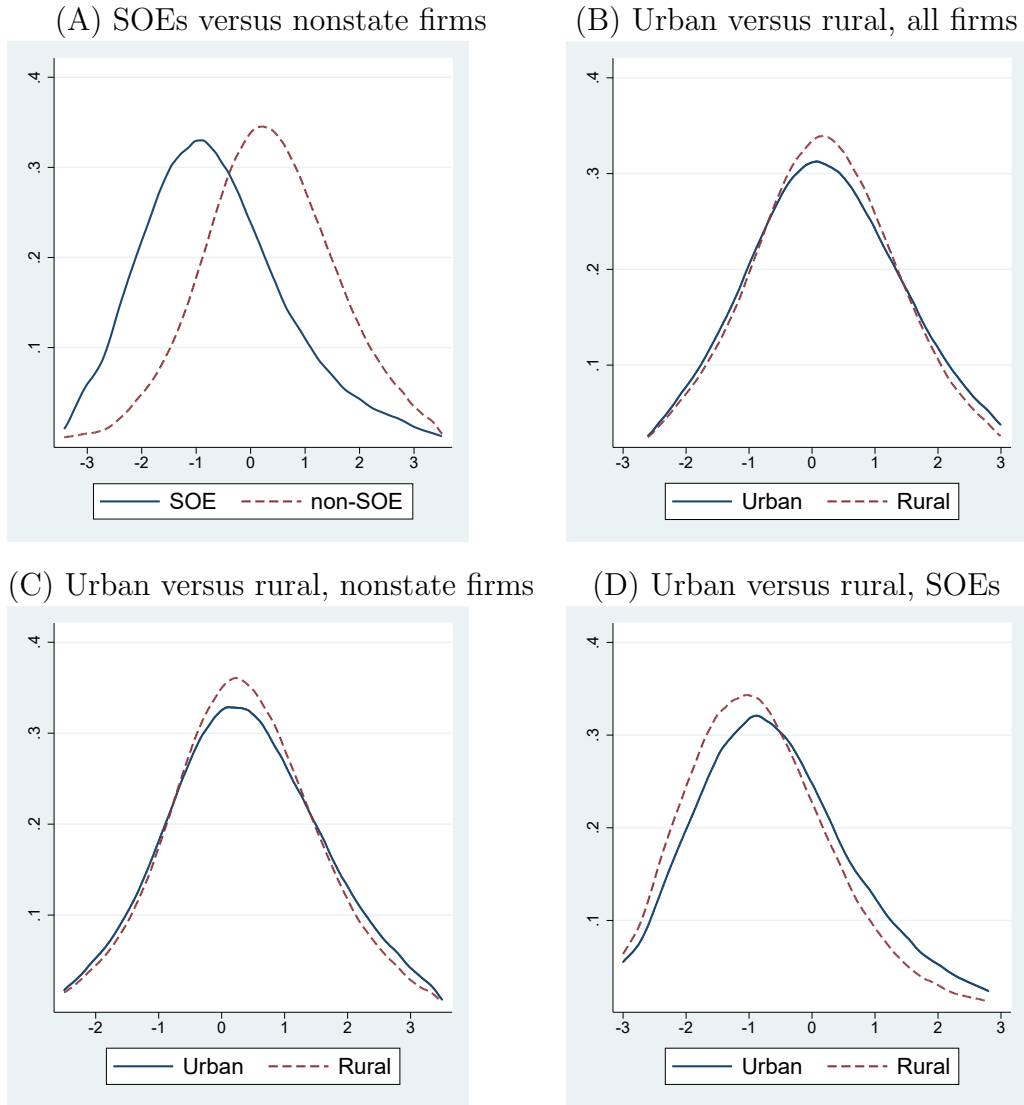 (A) SOEs versus nonstate firms
.4
.3
.2
.1
-3 -2 -1 0 1 2 3
SOE non-SOE
(B) Urban versus rural, all firms
.4
.3
.2
.1
-3 -2 -1 0 1 2 3
Urban Rural
(C) Urban versus rural, nonstate firms
.4
.3
.2
.1
-2 -1 0 1 2 3
Urban Rural
(D) Urban versus rural, SOEs
.4
.3
.2
.1
-3 -2 -1 0 1 2 3
Urban Rural